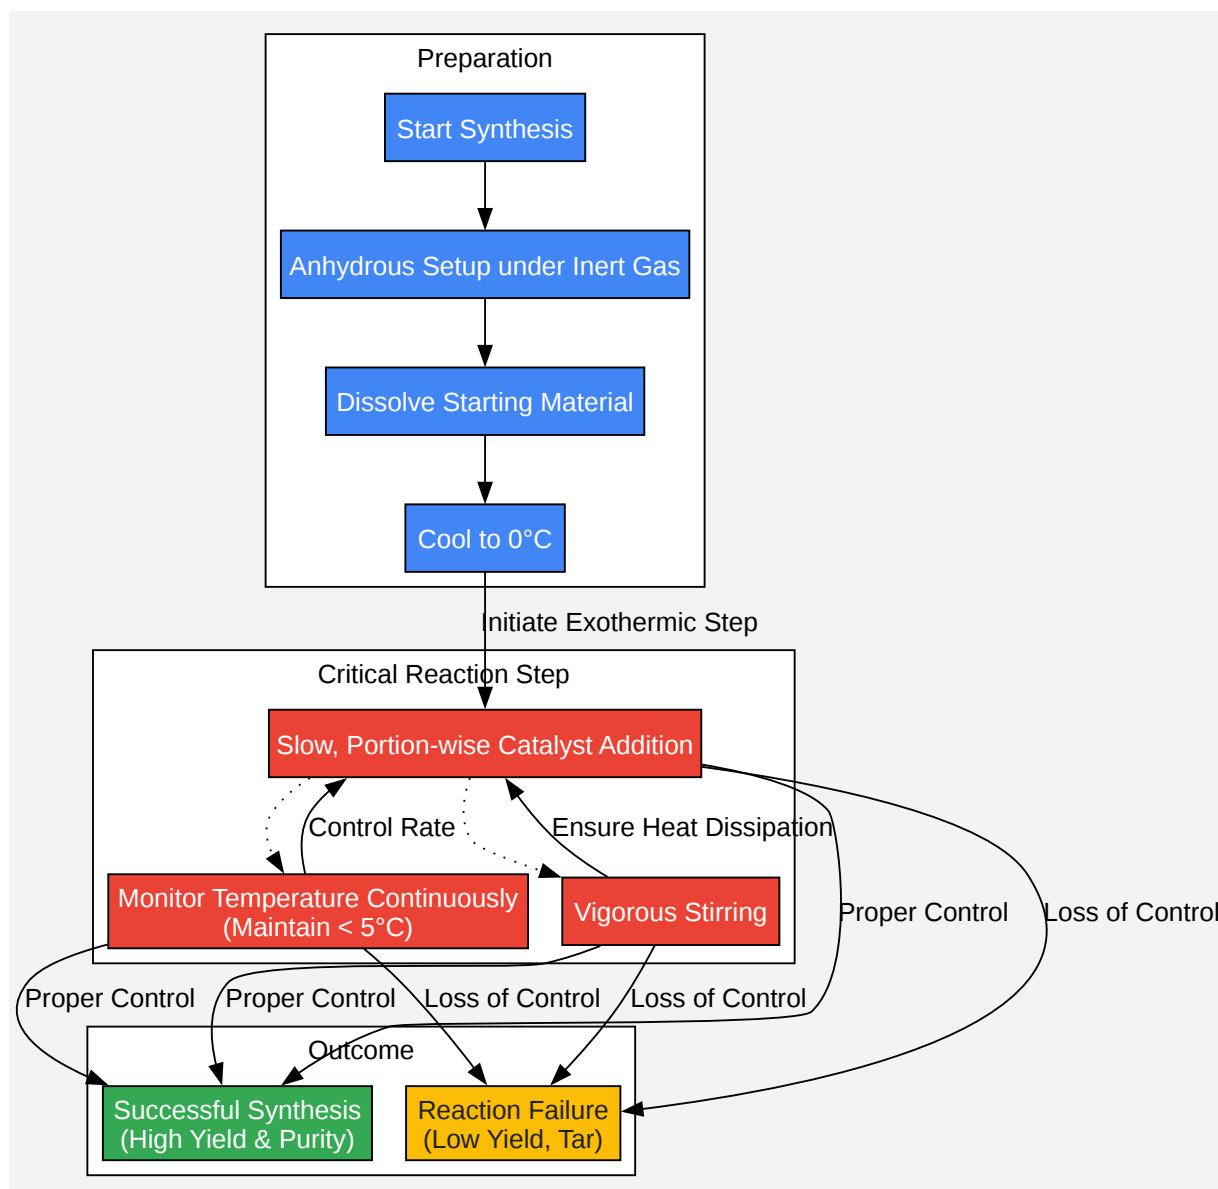 Preparation
Start Synthesis
Anhydrous Setup under Inert Gas
Dissolve Starting Material
Cool to 0°C
Initiate Exothermic Step
Critical Reaction Step
Slow, Portion-wise Catalyst Addition
Control Rate
Ensure Heat Dissipation
Monitor Temperature Continuously
(Maintain < 5°C)
Vigorous Stirring
Proper Control
Loss of Control
Proper Control
Proper Control
Loss of Control
Loss of Control
Outcome
Successful Synthesis
(High Yield & Purity)
Reaction Failure
(Low Yield, Tar)